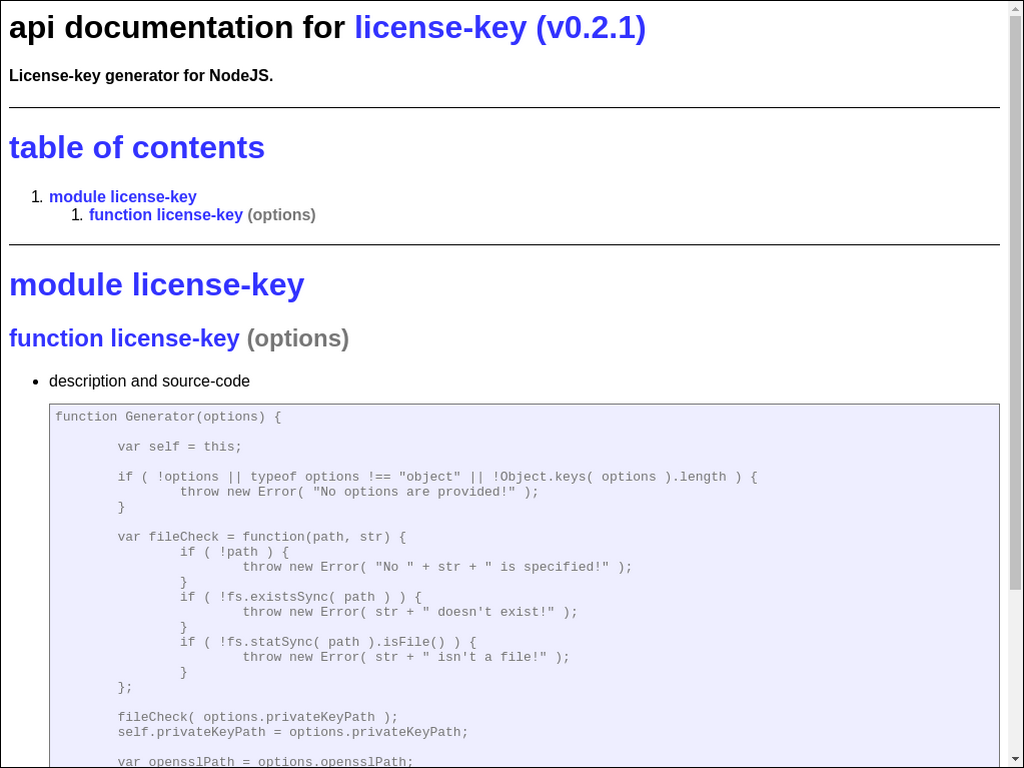 api documentation for license-key (v0.2.1)
License-key generator for NodeJS.
table of contents
1. module license-key
1. function license-key (options)
module license-key
function license-key (options)
• description and source-code
function Generator(options) {
var self = this;
if ( !options || typeof options !== "object" || !Object.keys( options ).length ) {
throw new Error( "No options are provided!" );
}
var fileCheck = function(path, str) {
if ( !path ) {
throw new Error( "No " + str + " is specified!" );
}
if ( !fs.existsSync( path ) ) {
throw new Error( str + " doesn't exist!" );
}
if ( !fs.statSync( path ).isFile() ) {
throw new Error( str + " isn't a file!" );
}
};
fileCheck( options.privateKeyPath );
self.privateKeyPath = options.privateKeyPath;
var opensslPath = options.opensslPath;